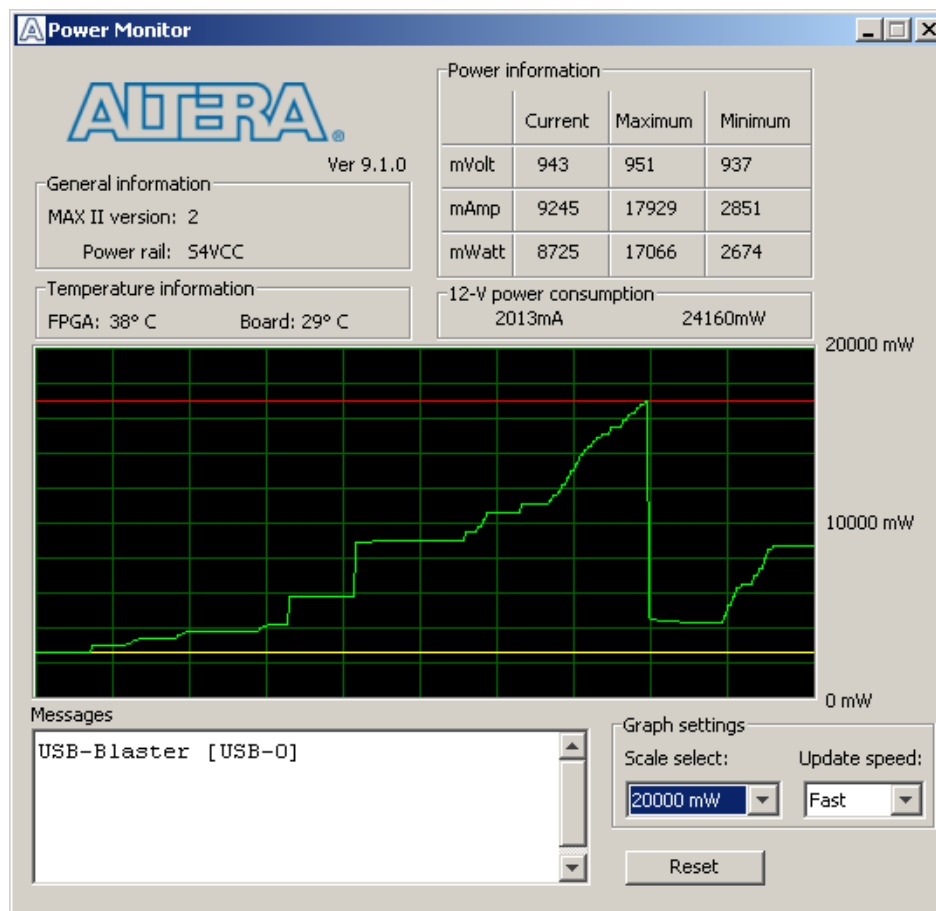 Power Monitor
ALTERA®
Ver 9.1.0
General information
MAX II version: 2
Power rail: S4VCC
Temperature information
FPGA: 38° C Board: 29° C
Power information
Current Maximum Minimum
mVolt 943 951 937
mAmp 9245 17929 2851
mWatt 8725 17066 2674
12-V power consumption
2013mA 24160mW
20000 mW
10000 mW
0 mW
Messages
USB-Blaster [USB-0]
Graph settings
Scale select: Update speed:
20000 mW Fast
Reset